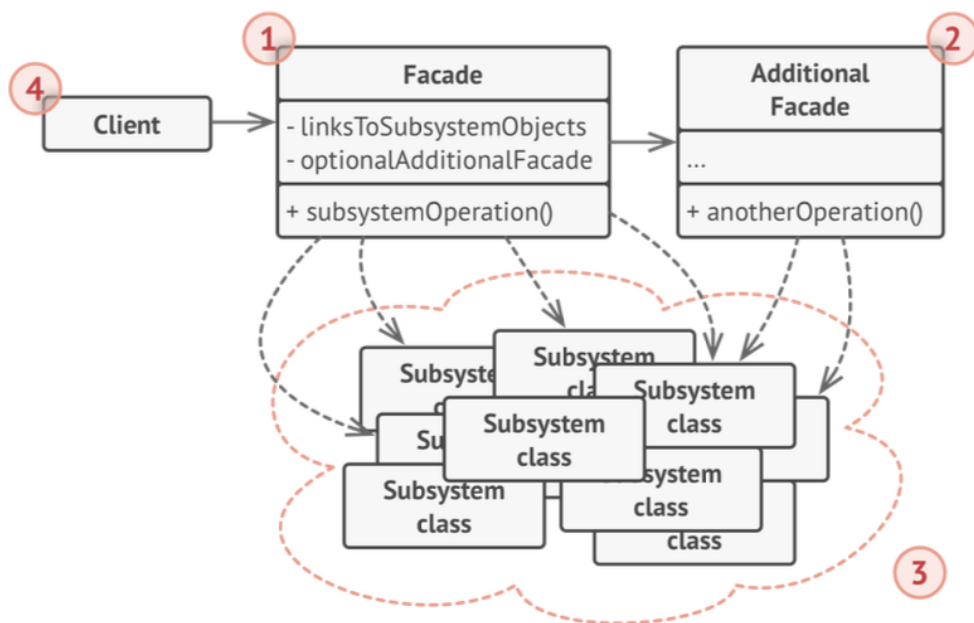 1
2
4
Facade
Additional
Facade
Client
- linksToSubsystemObjects
- optionalAdditionalFacade
...
+ subsystemOperation()
+ anotherOperation()
Subsystem
class
Subsystem
class
Subsystem
class
Subsystem
class
Subsystem
class
class
3